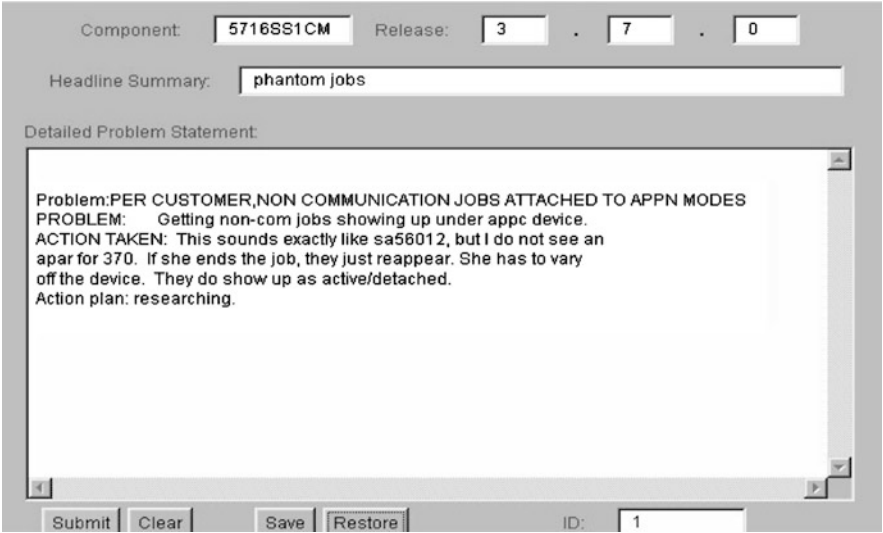 Component: 5716SS1CM Release: 3 . 7 . 0
Headline Summary: phantom jobs
Detailed Problem Statement:
Problem:PER CUSTOMER,NON COMMUNICATION JOBS ATTACHED TO APPN MODES
PROBLEM: Getting non-com jobs showing up under appc device.
ACTION TAKEN: This sounds exactly like sa56012, but I do not see an
apar for 370. If she ends the job, they just reappear. She has to vary
off the device. They do show up as active/detached.
Action plan: researching.
Submit Clear Save Restore ID: 1